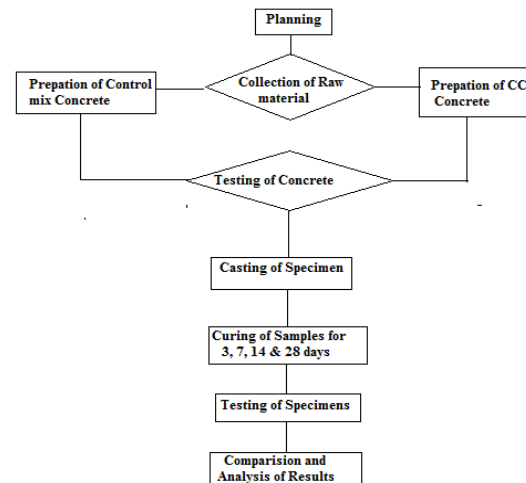 Planning
Collection of Raw
material
Prepation of Control
mix Concrete
Prepation of CC
Concrete
Testing of Concrete
Casting of Specimen
Curing of Samples for
3, 7, 14 & 28 days
Testing of Specimens
Comparision and
Analysis of Results